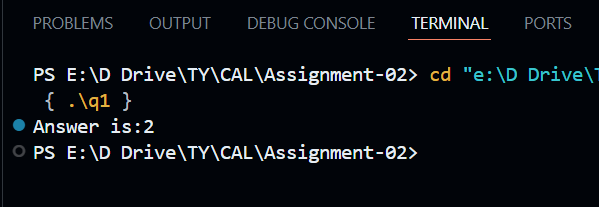 PROBLEMS OUTPUT DEBUG CONSOLE TERMINAL PORTS
PS E:\D Drive\TY\CAL\Assignment-02> cd "e:\D Drive\T
{ .\q1 }
Answer is:2
PS E:\D Drive\TY\CAL\Assignment-02>